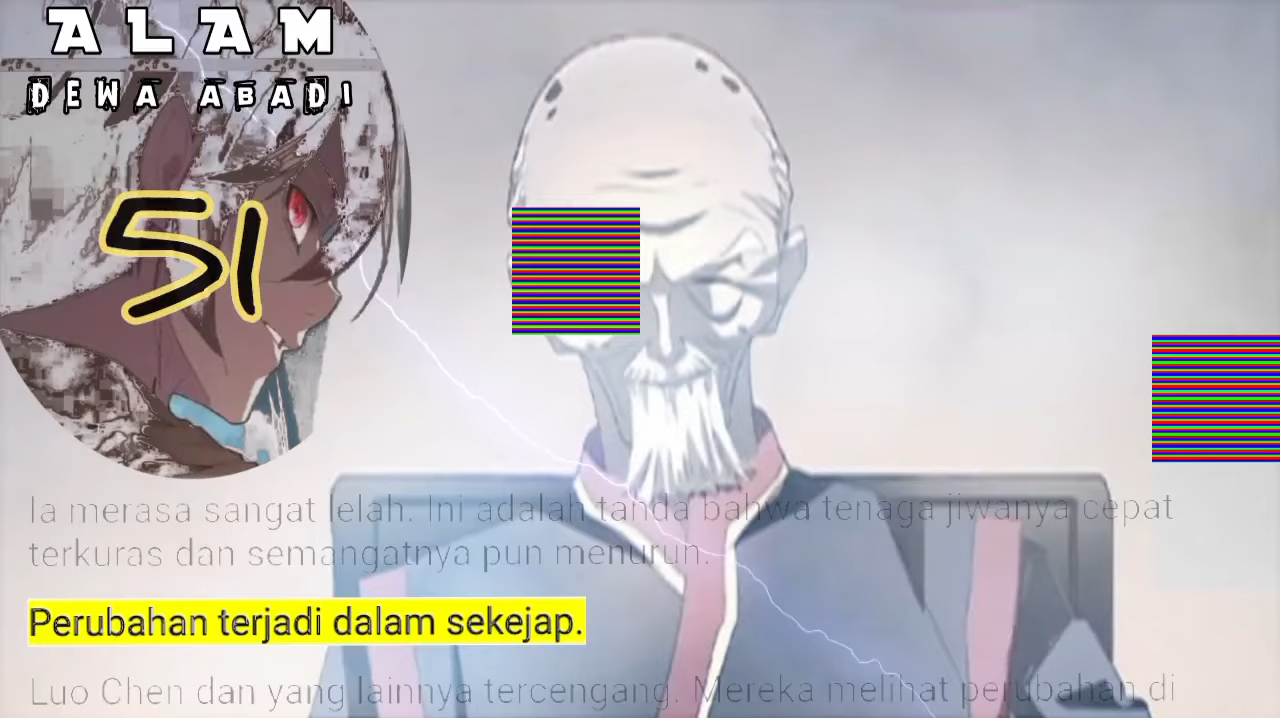 ALAM
DEWA ABADI
51
Ia merasa sangat lelah. Ini adalah tanda bahwa tenaga jiwanya cepat
terkuras dan semangatnya pun menurun.
Perubahan terjadi dalam sekejap.
Luo Chen dan yang lainnya tercengang. Mereka melihat perubahan di